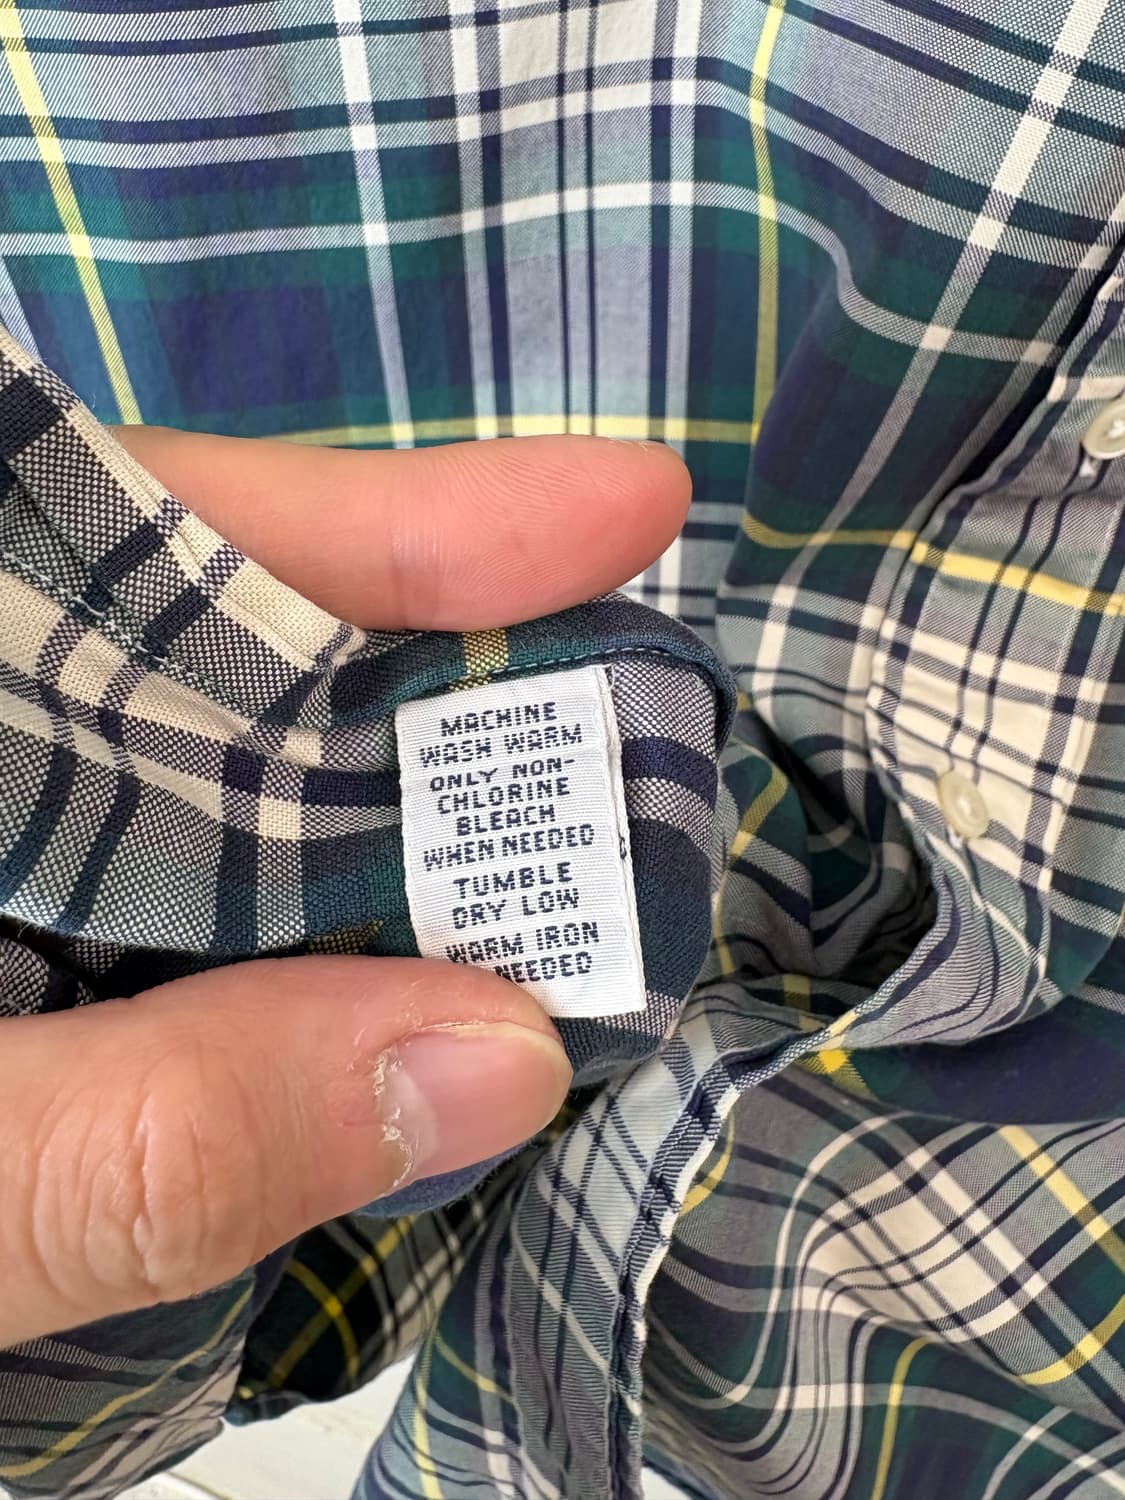 MACHINE
WASH WARM
ONLY NON-
CHLORINE
BLEACH
WHEN NEEDED
TUMBLE
DRY LOW
WARM IRON
NEEDED